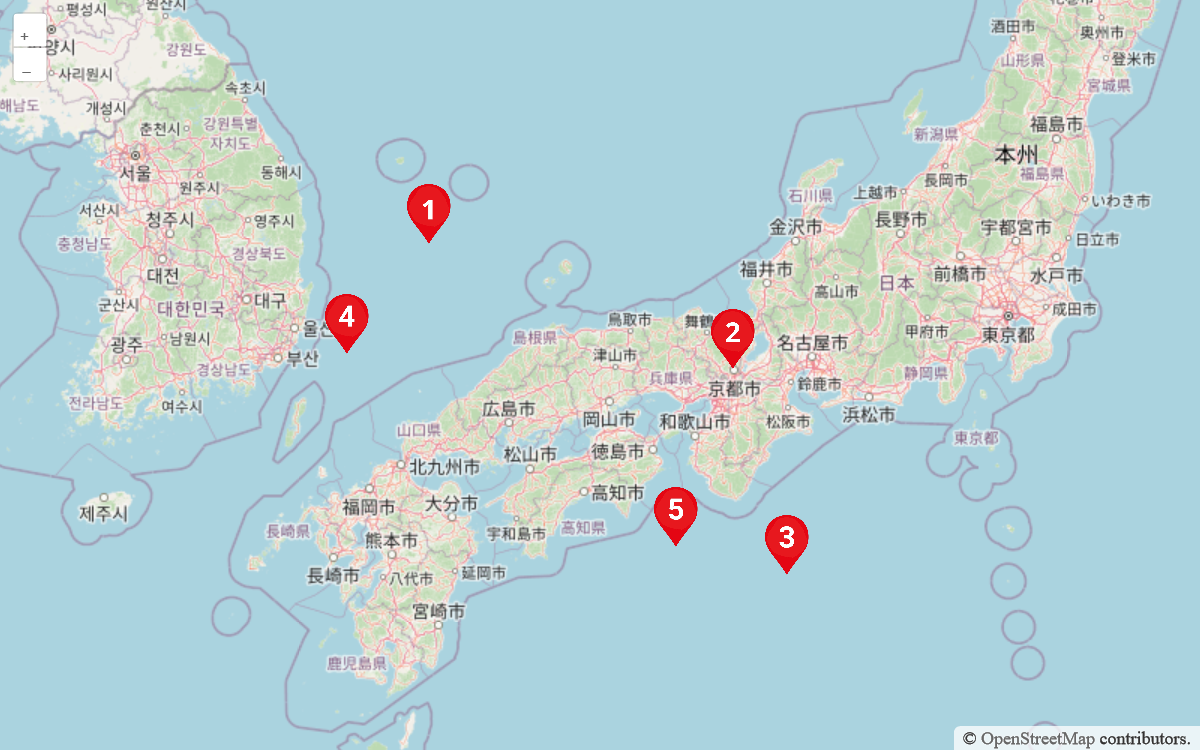 평성시
원산시
강원도
+
평양시
−
사리원시
개성시
속초시
춘천시
강원특별
자치도
서울
동해시
원주시
서산시
청주시
영주시
충청남도
경상북도
대전
군산시
대한민국
대구
울산
남원시
광주
부산
경상남도
전라남도
여수시
제주시
1
4
2
5
3
酒田市
奥州市
山形県
登米市
宮城県
福島市
新潟県
本州
福島県
長岡市
石川県
上越市
いわき市
金沢市
長野市
宇都宮市
日立市
福井市
前橋市
水戸市
高山市
日本
成田市
鳥取市
舞鶴
島根県
甲府市
東京都
名古屋市
津山市
兵庫県
静岡県
京都市
鈴鹿市
広島市
岡山市
和歌山市
松阪市
浜松市
山口県
東京都
松山市
徳島市
北九州市
福岡市
大分市
高知市
長崎県
宇和島市
高知県
熊本市
長崎市
八代市
延岡市
宮崎市
鹿児島県
© OpenStreetMap contributors.